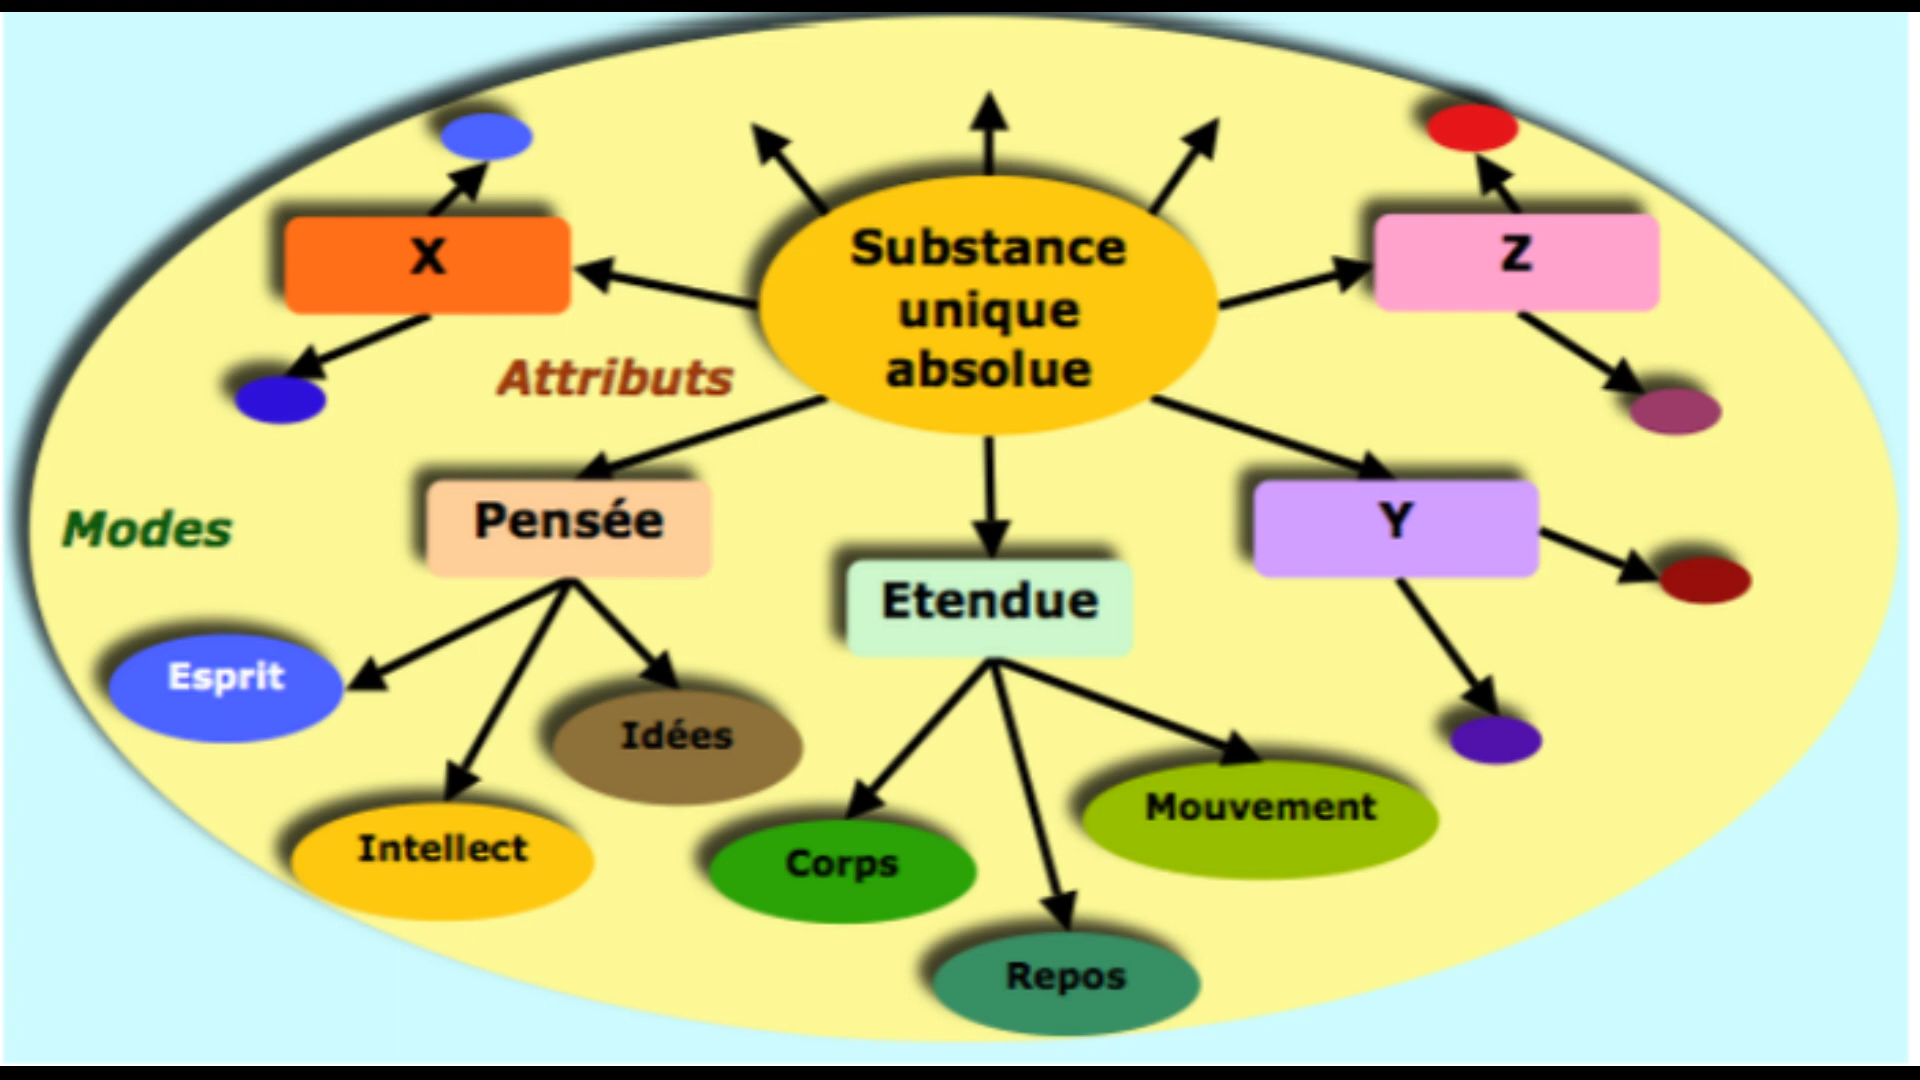 Substance
unique
absolue
X
Z
Attributs
Modes
Pensée
Y
Etendue
Esprit
Idées
Intellect
Corps
Mouvement
Repos